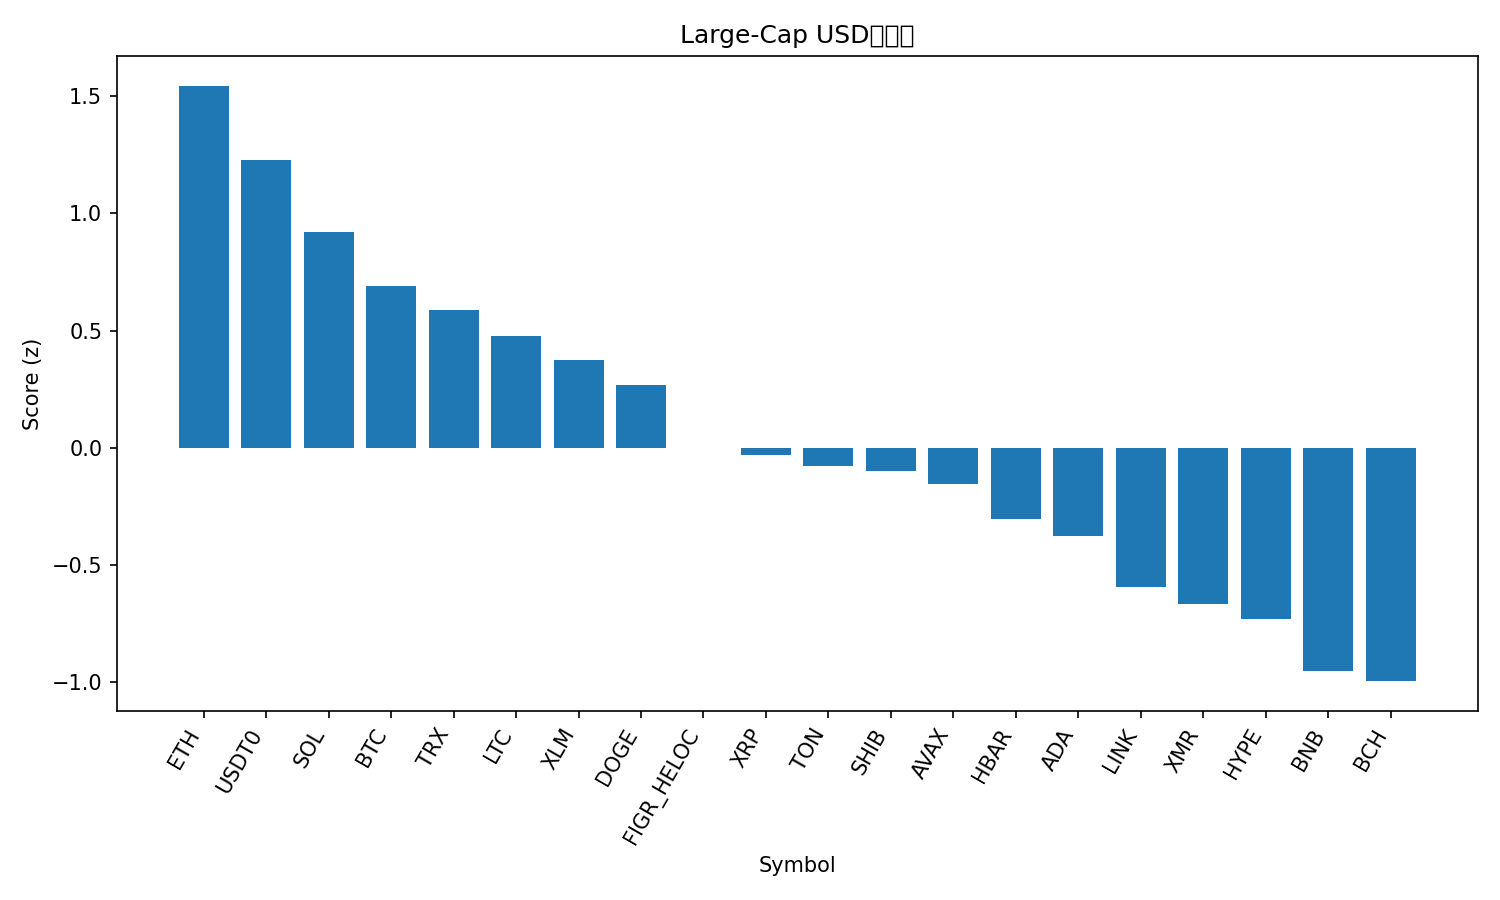 Large-Cap USD
1.5
1.0
0.5
0.0
−0.5
−1.0
Score (z)
ETH
USDT0
SOL
BTC
TRX
LTC
XLM
DOGE
FIGR_HELOC
XRP
TON
SHIB
AVAX
HBAR
ADA
LINK
XMR
HYPE
BNB
BCH
Symbol